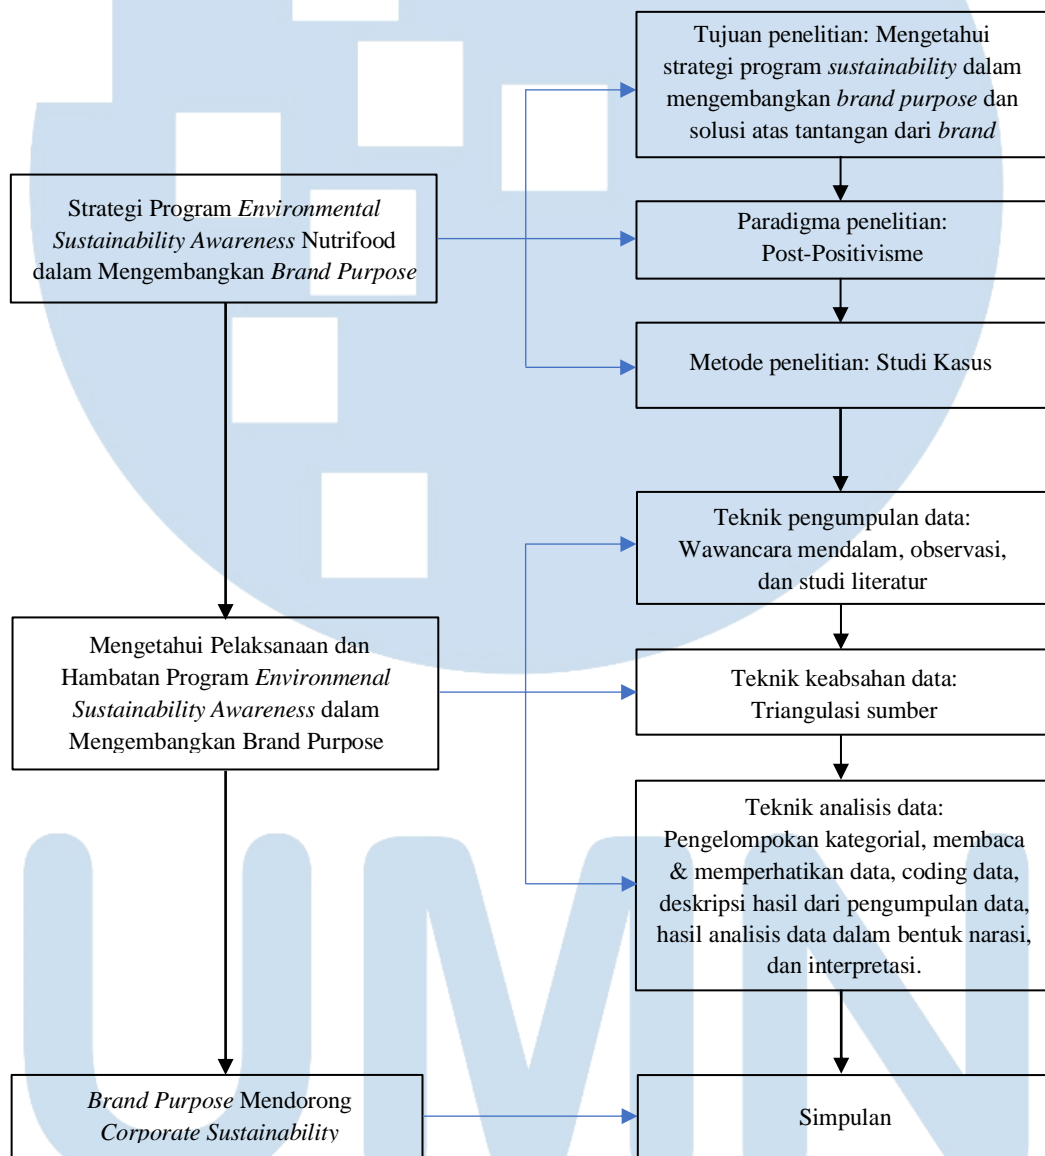 Tujuan penelitian: Mengetahui
strategi program sustainability dalam
mengembangkan brand purpose dan
solusi atas tantangan dari brand
Strategi Program Environmental
Sustainability Awareness Nutrifood
dalam Mengembangkan Brand Purpose
Paradigma penelitian:
Post-Positivisme
Metode penelitian: Studi Kasus
Teknik pengumpulan data:
Wawancara mendalam, observasi,
dan studi literatur
Mengetahui Pelaksanaan dan
Hambatan Program Environmenal
Sustainability Awareness dalam
Mengembangkan Brand Purpose
Teknik keabsahan data:
Triangulasi sumber
Teknik analisis data:
Pengelompokan kategorial, membaca
& memperhatikan data, coding data,
deskripsi hasil dari pengumpulan data,
hasil analisis data dalam bentuk narasi,
dan interpretasi.
Brand Purpose Mendorong
Corporate Sustainability
Simpulan
UMN